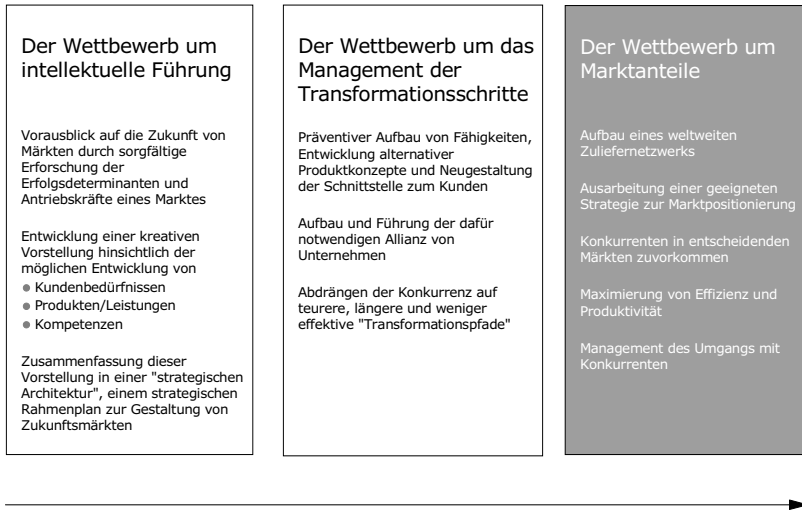 Der Wettbewerb um
intellektuelle Führung
Vorausblick auf die Zukunft von
Märkten durch sorgfältige
Erforschung der
Erfolgsdeterminanten und
Antriebskräfte eines Marktes
Entwicklung einer kreativen
Vorstellung hinsichtlich der
möglichen Entwicklung von
Kundenbedürfnissen
Produkten/Leistungen
Kompetenzen
Zusammenfassung dieser
Vorstellung in einer "strategischen
Architektur", einem strategischen
Rahmenplan zur Gestaltung von
Zukunftsmärkten
Der Wettbewerb um das
Management der
Transformationsschritte
Präventiver Aufbau von Fähigkeiten,
Entwicklung alternativer
Produktkonzepte und Neugestaltung
der Schnittstelle zum Kunden
Aufbau und Führung der dafür
notwendigen Allianz von
Unternehmen
Abdrängen der Konkurrenz auf
teurere, längere und weniger
effektive "Transformationspfade"
Der Wettbewerb um
Marktanteile
Aufbau eines weltweiten
Zuliefernetzwerks
Ausarbeitung einer geeigneten
Strategie zur Marktpositionierung
Konkurrenten in entscheidenden
Märkten zuvorkommen
Maximierung von Effizienz und
Produktivität
Management des Umgangs mit
Konkurrenten